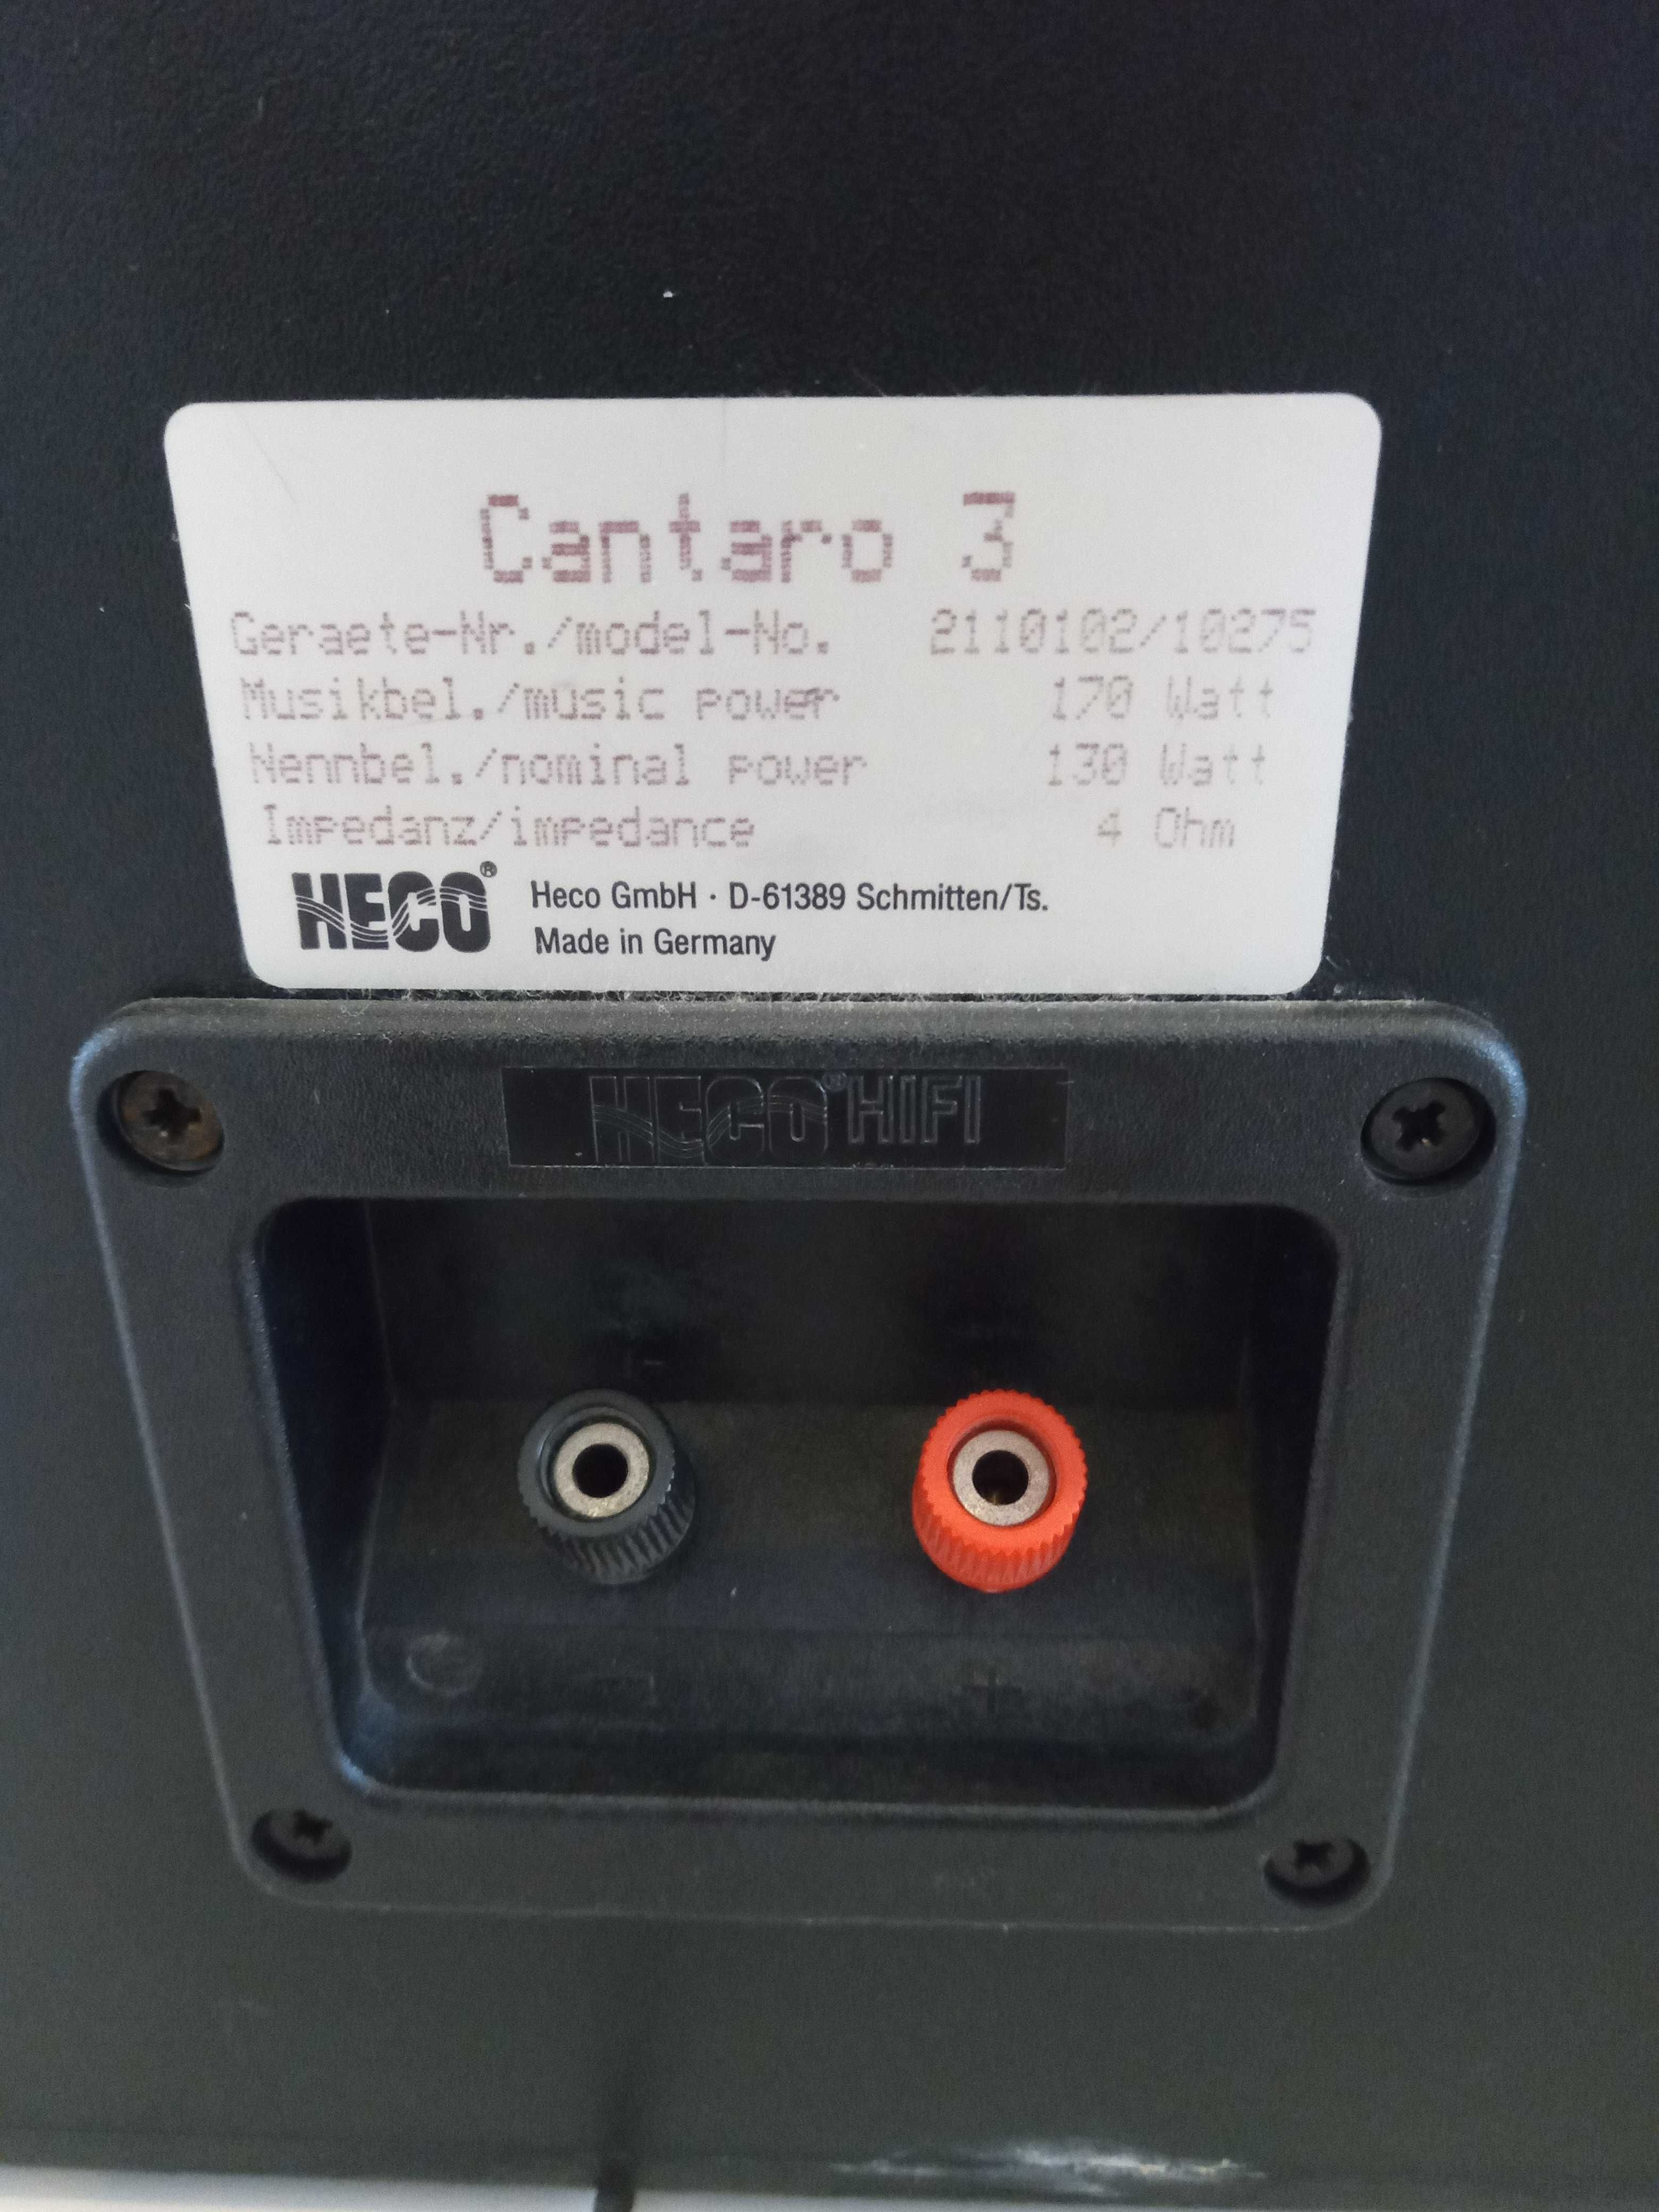 Cantaro 3
Geraete-Nr./model-No. 2110102/10275
Musikbel./music power 170 Watt
Nennbel./nominal power 130 Watt
Impedanz/impedance 4 Ohm
HECO® Heco GmbH · D-61389 Schmitten/Ts.
Made in Germany
HECO® HIFI
- +